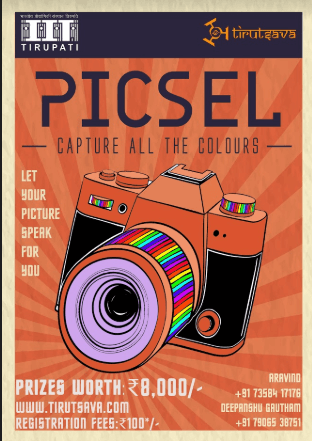 TIRUPATI
tirutsava
PICSEL
CAPTURE ALL THE COLOURS
LET
YOUR
PICTURE
SPEAK
FOR
YOU
PRIZES WORTH:₹8,000/-
WWW.TIRUTSAVA.COM
REGISTRATION FEES:₹100*/-
ARAVIND
+91 73584 17176
DEEPANSHU GAUTHAM
+91 79065 38751